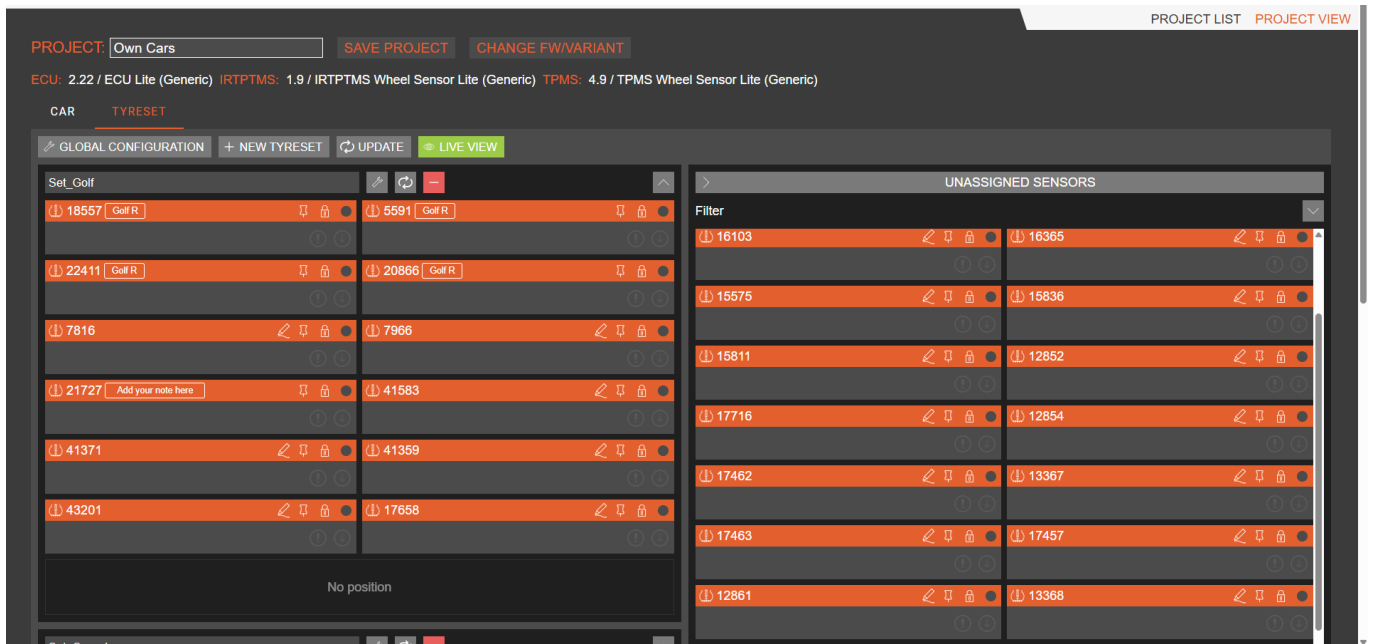 PROJECT LIST PROJECT VIEW
PROJECT: Own Cars SAVE PROJECT CHANGE FW/VARIANT
ECU: 2.22 / ECU Lite (Generic) IRTPTMS: 1.9 / IRTPTMS Wheel Sensor Lite (Generic) TPMS: 4.9 / TPMS Wheel Sensor Lite (Generic)
CAR TYRESET
GLOBAL CONFIGURATION + NEW TYRESET UPDATE LIVE VIEW
Set_Golf
18557 Golf R 5591 Golf R
22411 Golf R 20866 Golf R
7816 7966
21727 Add your note here 41583
41371 41359
43201 17658
No position
UNASSIGNED SENSORS
Filter
16103 16365
15575 15836
15811 12852
17716 12854
17462 13367
17463 17457
12861 13368